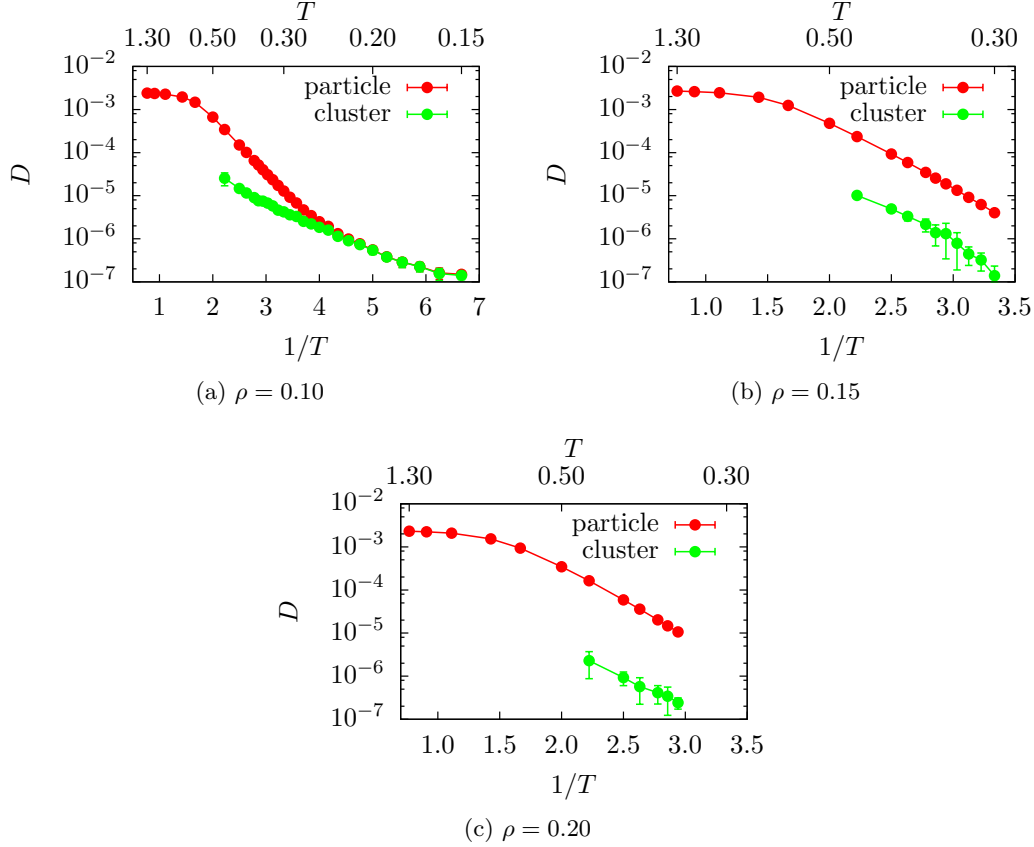 T
1.30 0.50 0.30 0.20 0.15
10^-2
10^-3
10^-4
10^-5
10^-6
10^-7
D
particle
cluster
1 2 3 4 5 6 7
1/T
(a) ρ = 0.10
T
1.30 0.50 0.30
10^-2
10^-3
10^-4
10^-5
10^-6
10^-7
D
particle
cluster
1.0 1.5 2.0 2.5 3.0 3.5
1/T
(b) ρ = 0.15
T
1.30 0.50 0.30
10^-2
10^-3
10^-4
10^-5
10^-6
10^-7
D
particle
cluster
1.0 1.5 2.0 2.5 3.0 3.5
1/T
(c) ρ = 0.20